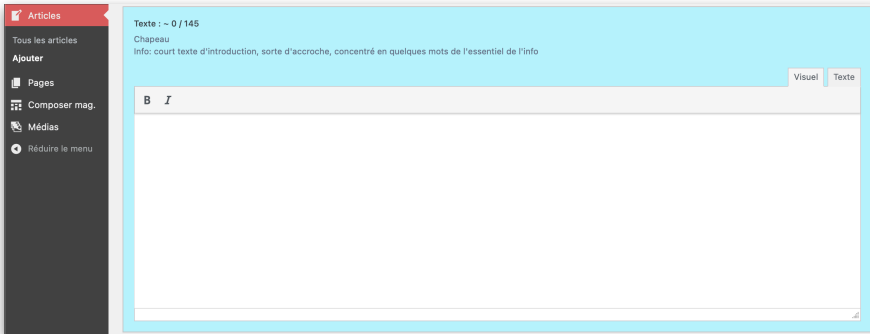 Articles
Tous les articles
Ajouter
Pages
Composer mag.
Médias
Réduire le menu
Texte : ~ 0 / 145
Chapeau
Info: court texte d'introduction, sorte d'accroche, concentré en quelques mots de l'essentiel de l'info
Visuel Texte
B I